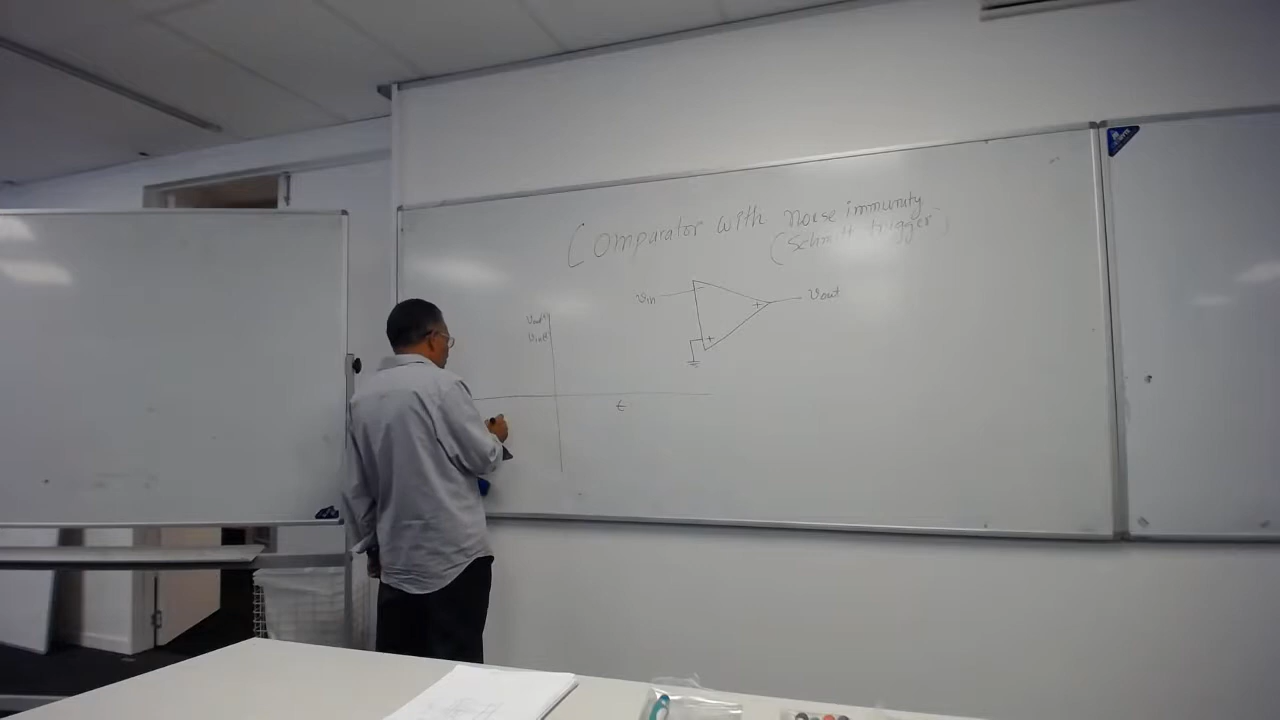 Comparator with noise immunity
(Schmitt trigger)
Vin
-
+
+
Vout
Vout
Vin
t